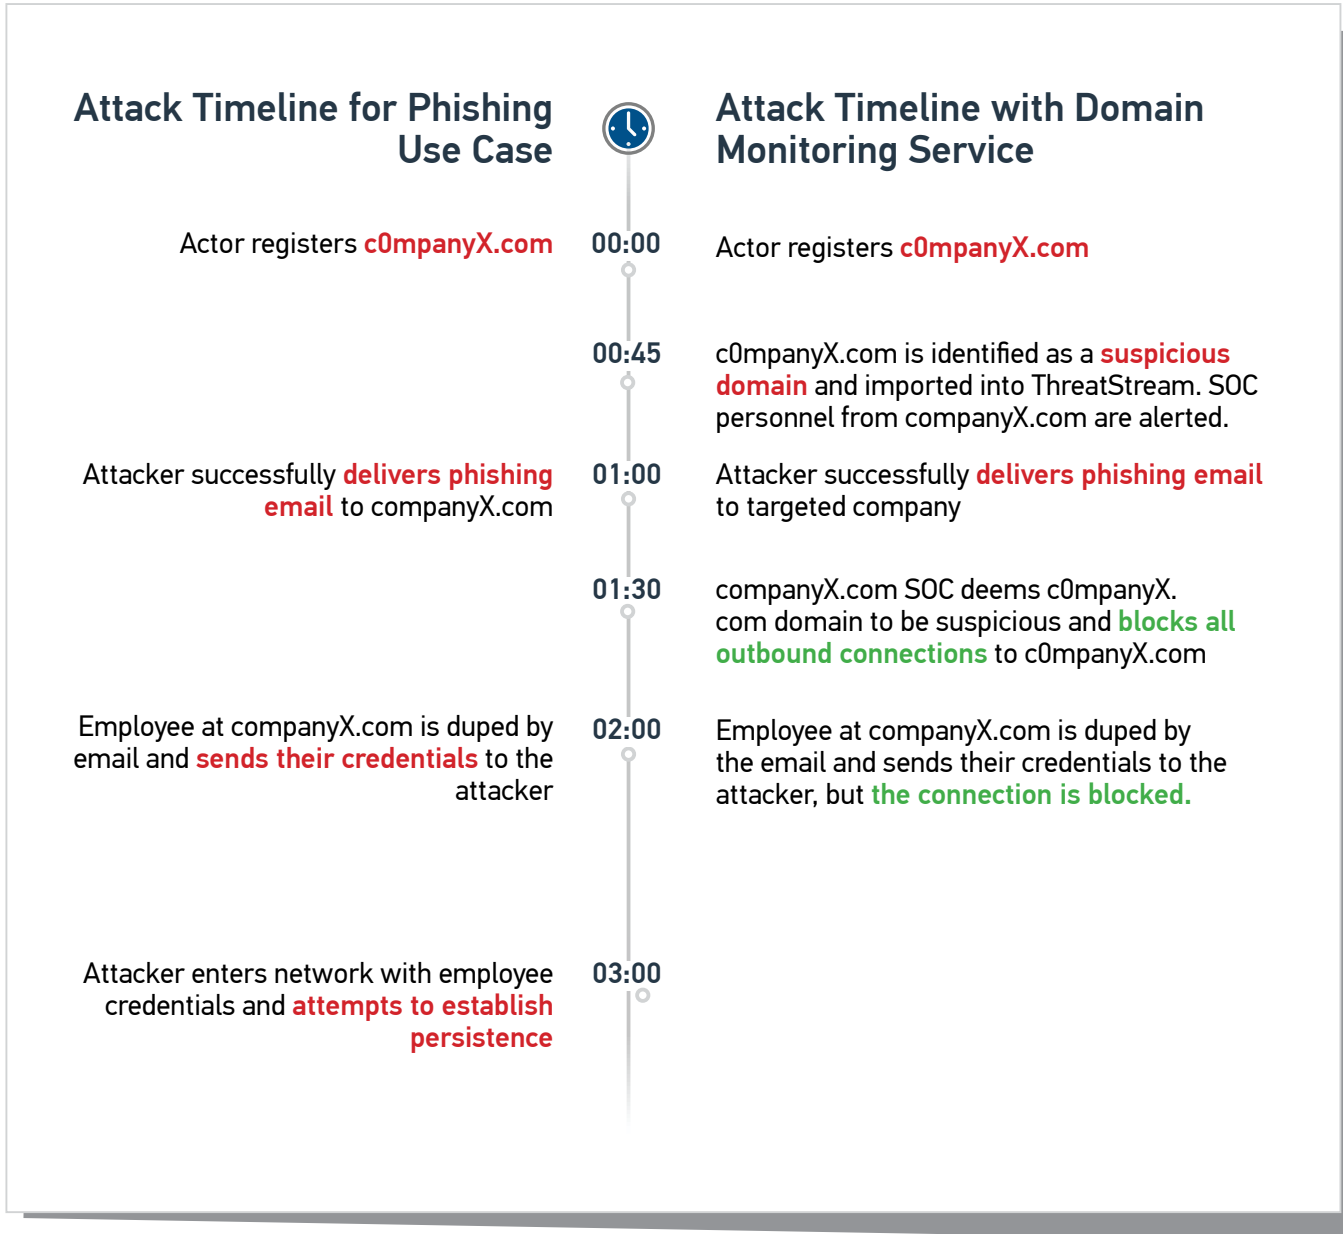 Attack Timeline for Phishing
Use Case
Attack Timeline with Domain
Monitoring Service
Actor registers c0mpanyX.com
00:00
Actor registers c0mpanyX.com
00:45
c0mpanyX.com is identified as a suspicious
domain and imported into ThreatStream. SOC
personnel from companyX.com are alerted.
Attacker successfully delivers phishing
email to companyX.com
01:00
Attacker successfully delivers phishing email
to targeted company
01:30
companyX.com SOC deems c0mpanyX.
com domain to be suspicious and blocks all
outbound connections to c0mpanyX.com
Employee at companyX.com is duped by
email and sends their credentials to the
attacker
02:00
Employee at companyX.com is duped by
the email and sends their credentials to the
attacker, but the connection is blocked.
Attacker enters network with employee
credentials and attempts to establish
persistence
03:00